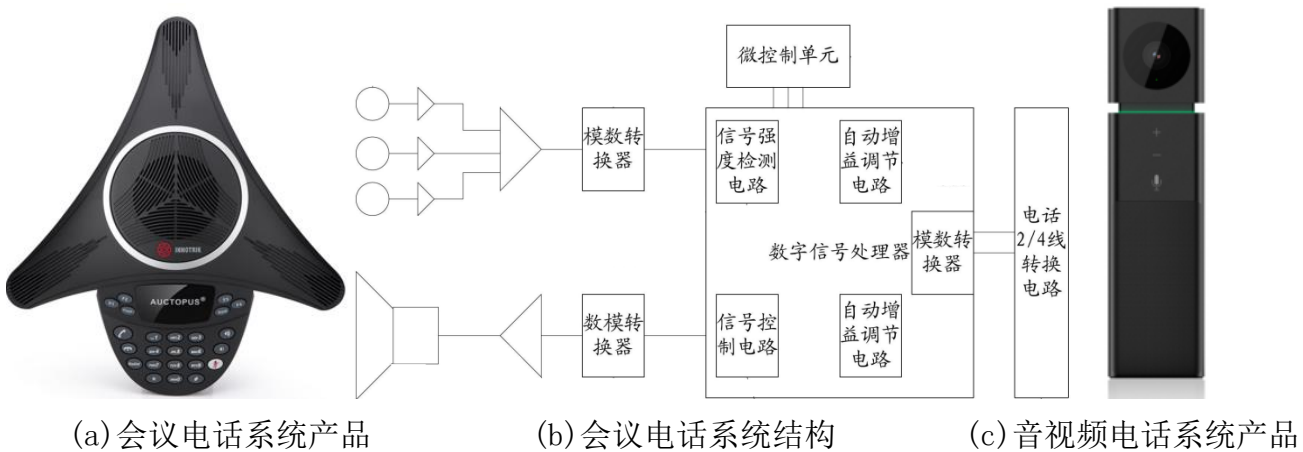 微控制单元
模数转
换器
信号强
度检测
电路
自动增
益调节
电路
数字信号处理器
模数转
换器
电话
2/4线
转换
电路
数模转
换器
信号控
制电路
自动增
益调节
电路
INNOTRIK
AUCTOPUS®
(a)会议电话系统产品
(b)会议电话系统结构
(c)音视频电话系统产品